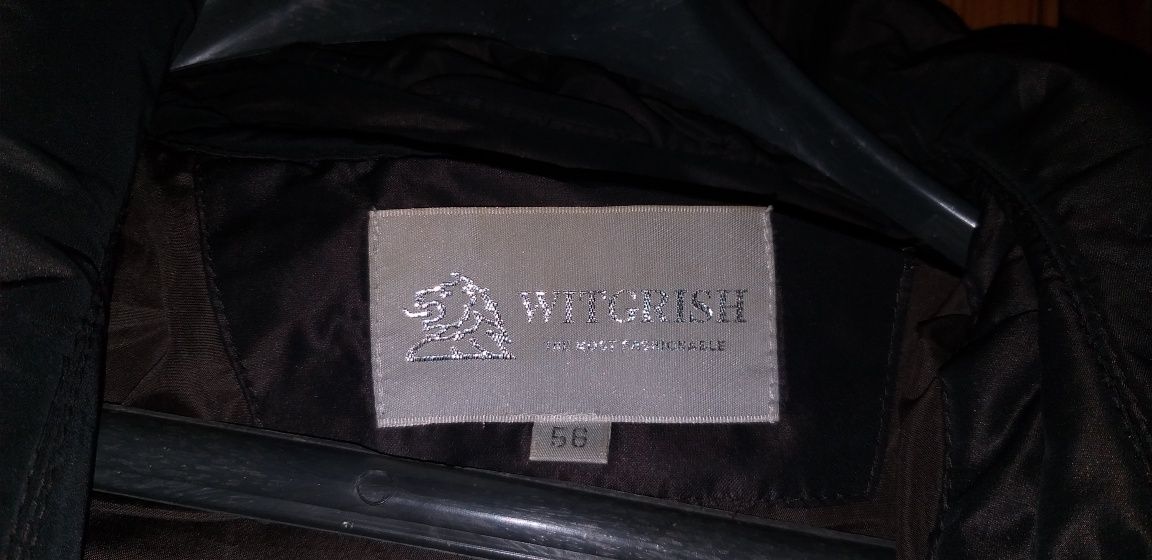 WITGRISH
THE MOST FASHIONABLE
56